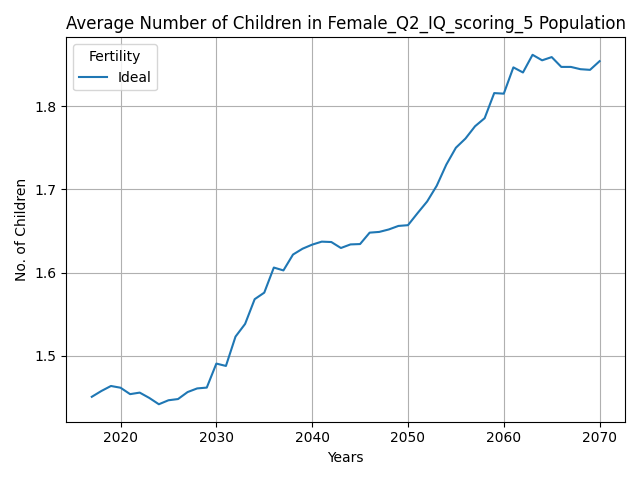 Average Number of Children in Female_Q2_IQ_scoring_5 Population
Fertility
Ideal
No. of Children
1.8
1.7
1.6
1.5
2020 2030 2040 2050 2060 2070
Years